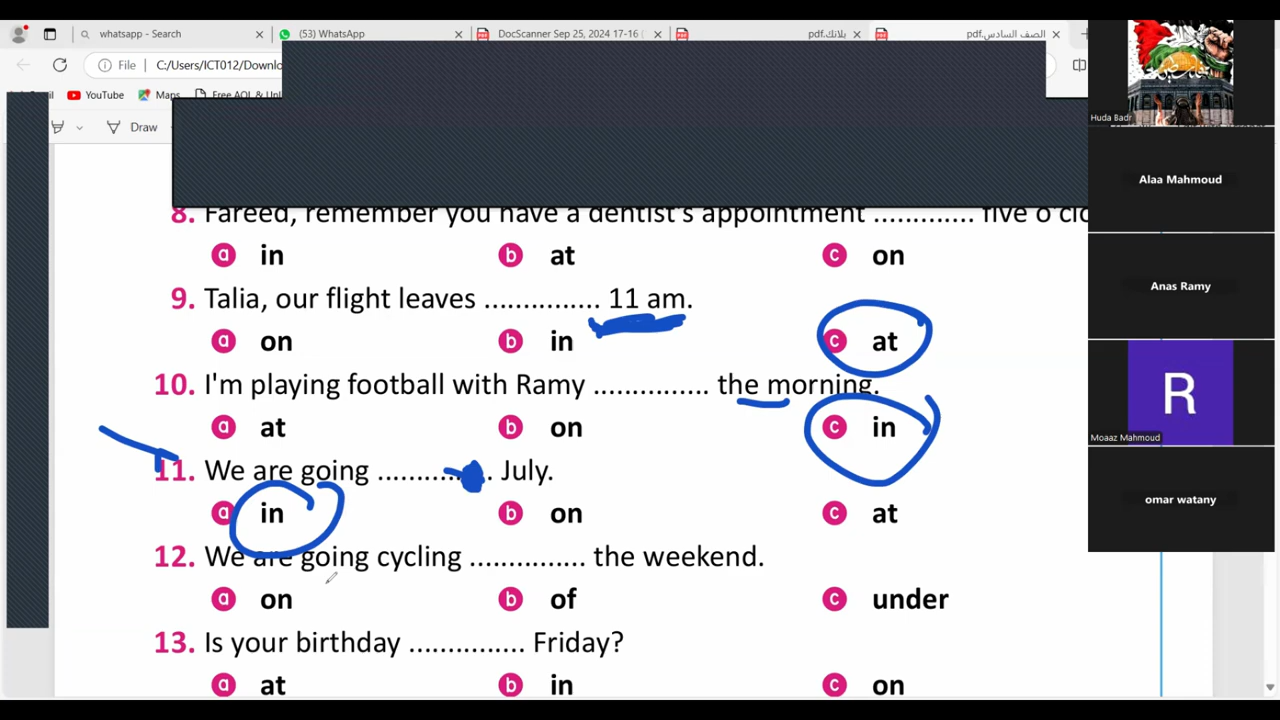 whatsapp - Search
(53) WhatsApp
DocScanner Sep 25, 2024 17-16
بلانك.pdf
الصف السادس.pdf
File
C:/Users/ICT012/Downlo
YouTube
Maps
Free AOL & Unl
Draw
8. Fareed, remember you have a dentist's appointment ............. five o clo
a in b at c on
9. Talia, our flight leaves ............... 11 am.
a on b in c at
10. I'm playing football with Ramy ............... the morning.
a at b on c in
11. We are going ............... July.
a in b on c at
12. We are going cycling ............... the weekend.
a on b of c under
13. Is your birthday ............... Friday?
a at b in c on
Huda Badr
Alaa Mahmoud
Anas Ramy
R
Moaaz Mahmoud
omar watany